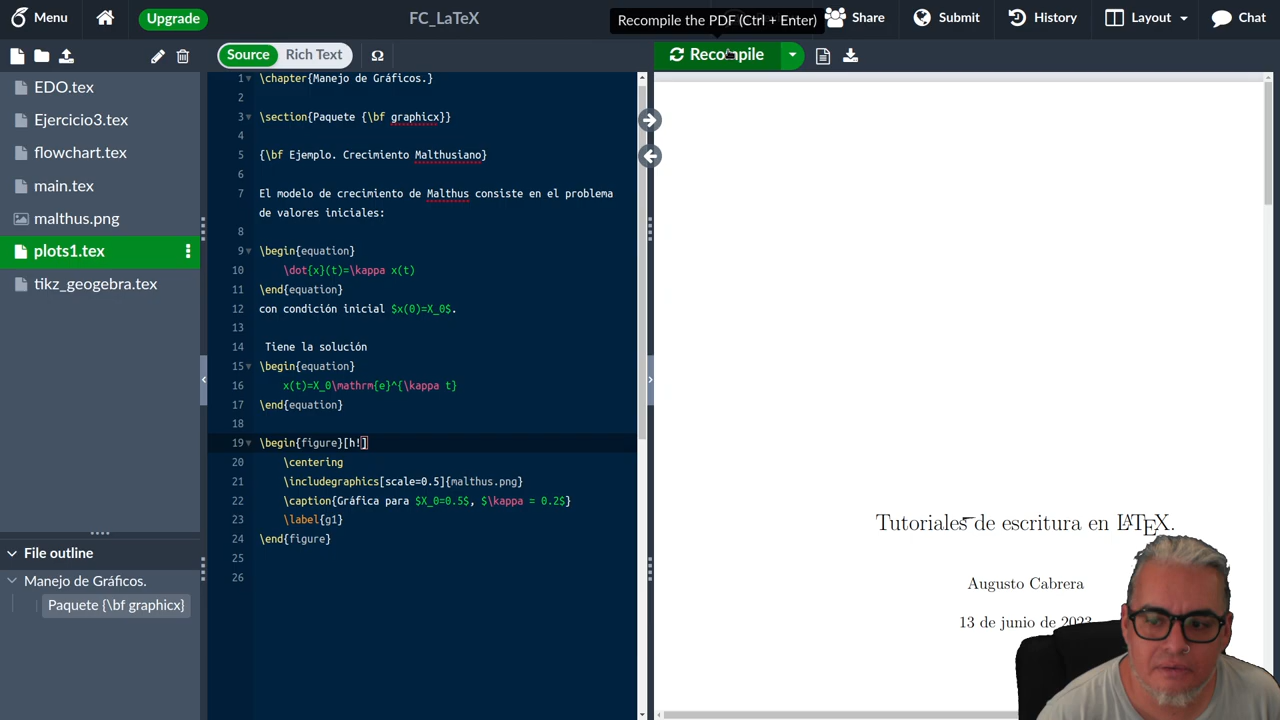 Menu
Upgrade
FC_LaTeX
Recompile the PDF (Ctrl + Enter)
Share
Submit
History
Layout
Chat
Source Rich Text
Ω
Recompile
EDO.tex
Ejercicio3.tex
flowchart.tex
main.tex
malthus.png
plots1.tex
tikz_geogebra.tex
File outline
Manejo de Gráficos.
Paquete {\bf graphicx}
1 \chapter{Manejo de Gráficos.}
2
3 \section{Paquete {\bf graphicx}}
4
5 {\bf Ejemplo. Crecimiento Malthusiano}
6
7 El modelo de crecimiento de Malthus consiste en el problema
de valores iniciales:
8
9 \begin{equation}
10 \dot{x}(t)=\kappa x(t)
11 \end{equation}
12 con condición inicial $x(0)=X_0$.
13
14 Tiene la solución
15 \begin{equation}
16 x(t)=X_0\mathrm{e}^{\kappa t}
17 \end{equation}
18
19 \begin{figure}[h!]
20 \centering
21 \includegraphics[scale=0.5]{malthus.png}
22 \caption{Gráfica para $X_0=0.5$, $\kappa = 0.2$}
23 \label{g1}
24 \end{figure}
25
26
Tutoriales de escritura en LATEX.
Augusto Cabrera
13 de junio de 2023